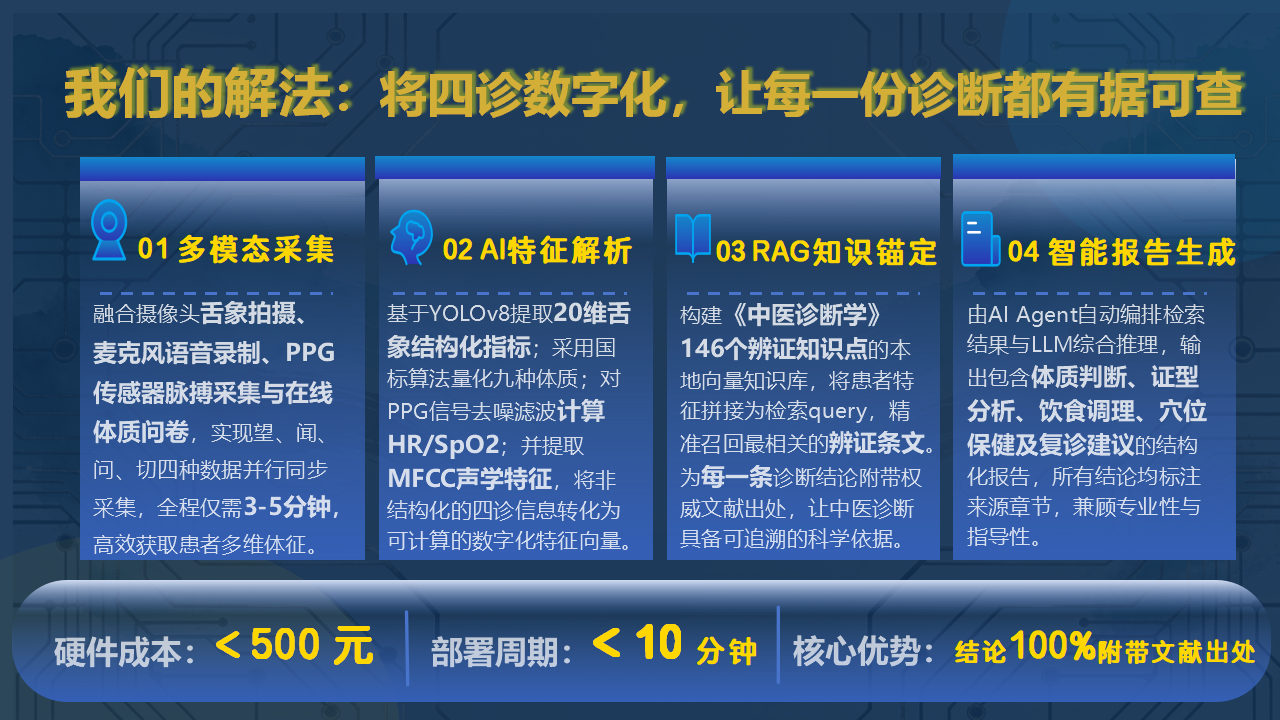 我们的解法：将四诊数字化，让每一份诊断都有据可查
01 多模态采集
融合摄像头舌象拍摄、
麦克风语音录制、PPG
传感器脉搏采集与在线
体质问卷，实现望、闻、
问、切四种数据并行同步
采集，全程仅需3-5分钟，
高效获取患者多维体征。
02 AI特征解析
基于YOLOv8提取20维舌
象结构化指标；采用国
标算法量化九种体质；对
PPG信号去噪滤波计算
HR/SpO2；并提取
MFCC声学特征，将非
结构化的四诊信息转化为
可计算的数字化特征向量。
03 RAG知识锚定
构建《中医诊断学》
146个辨证知识点的本
地向量知识库，将患者特
征拼接为检索query，精
准召回最相关的辨证条文。
为每一条诊断结论附带权
威文献出处，让中医诊断
具备可追溯的科学依据。
04 智能报告生成
由AI Agent自动编排检索
结果与LLM综合推理，输
出包含体质判断、证型
分析、饮食调理、穴位
保健及复诊建议的结构
化报告，所有结论均标注
来源章节，兼顾专业性与
指导性。
硬件成本：＜500 元
部署周期：＜10 分钟
核心优势：结论100%附带文献出处